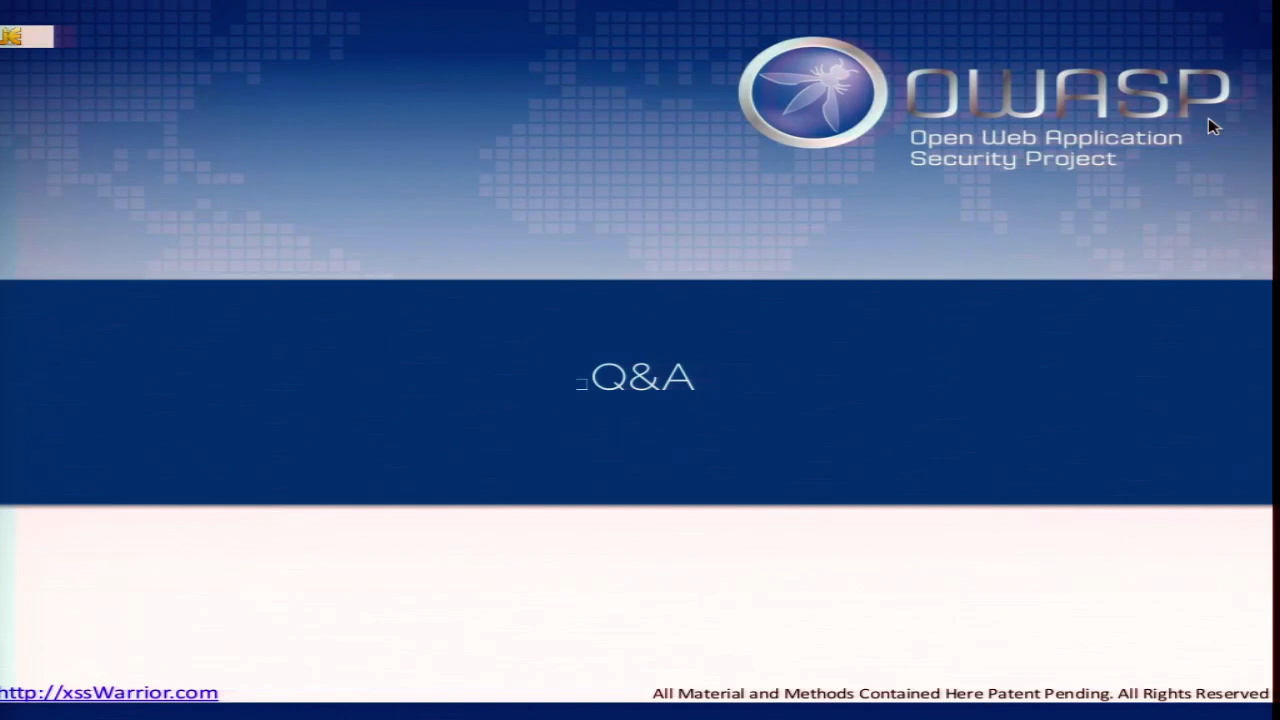 OWASP
Open Web Application
Security Project
Q&A
http://xssWarrior.com
All Material and Methods Contained Here Patent Pending. All Rights Reserved